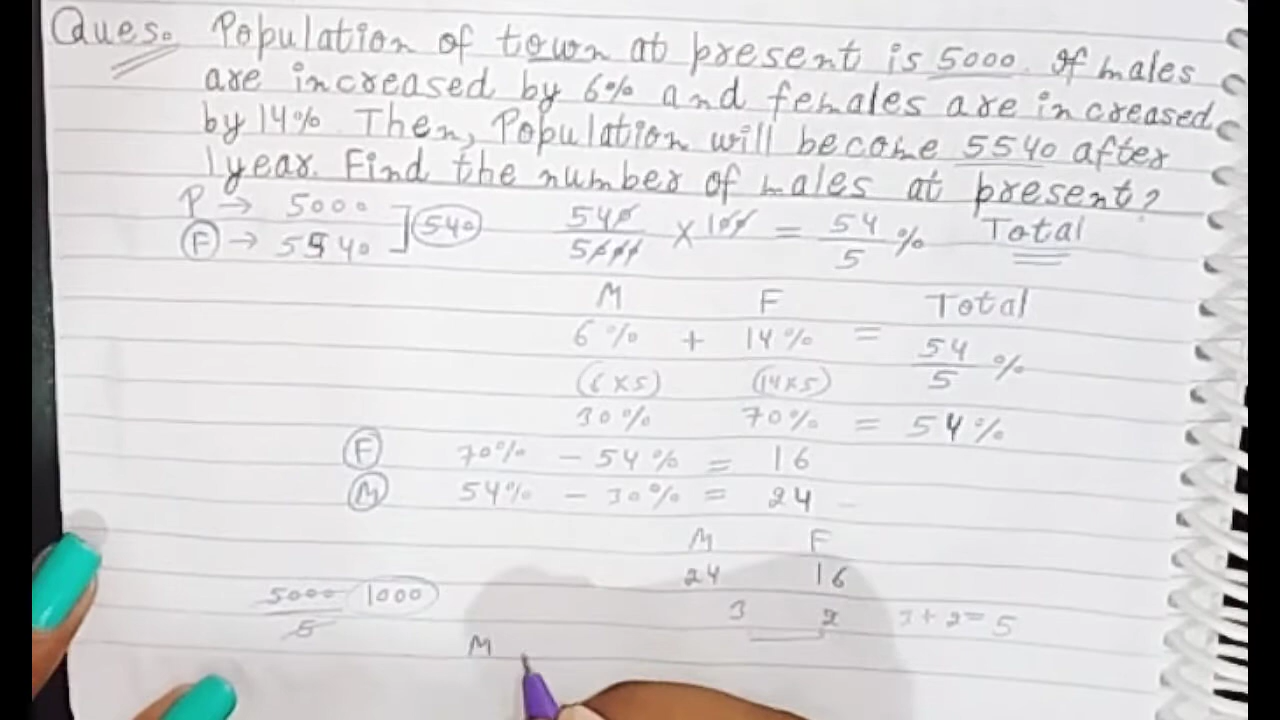 Ques. Population of town at present is 5000. If males
are increased by 6% and females are increased
by 14% Then, Population will become 5540 after
1 year. Find the number of males at present?
P → 5000
F → 5540 ] 540 540/5000 × 100 = 54/5 % Total
M F Total
6% + 14% = 54/5 %
(6×5) (14×5)
30% 70% = 54%
F 70% - 54% = 16
M 54% - 30% = 24
M F
24 16
5000/5 1000
3 2 3+2=5
M